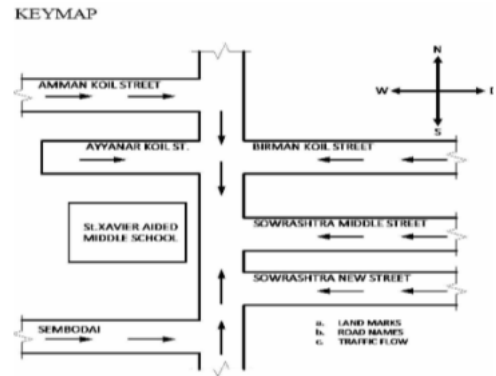 KEYMAP
AMMAN KOIL STREET
N
W
E
S
AYYANAR KOIL ST.
BIRMAN KOIL STREET
St.XAVIER AIDED
MIDDLE SCHOOL
SOWRASHTRA MIDDLE STREET
SOWRASHTRA NEW STREET
SEMBODAI
a. LAND MARKS
b. ROAD NAMES
c. TRAFFIC FLOW